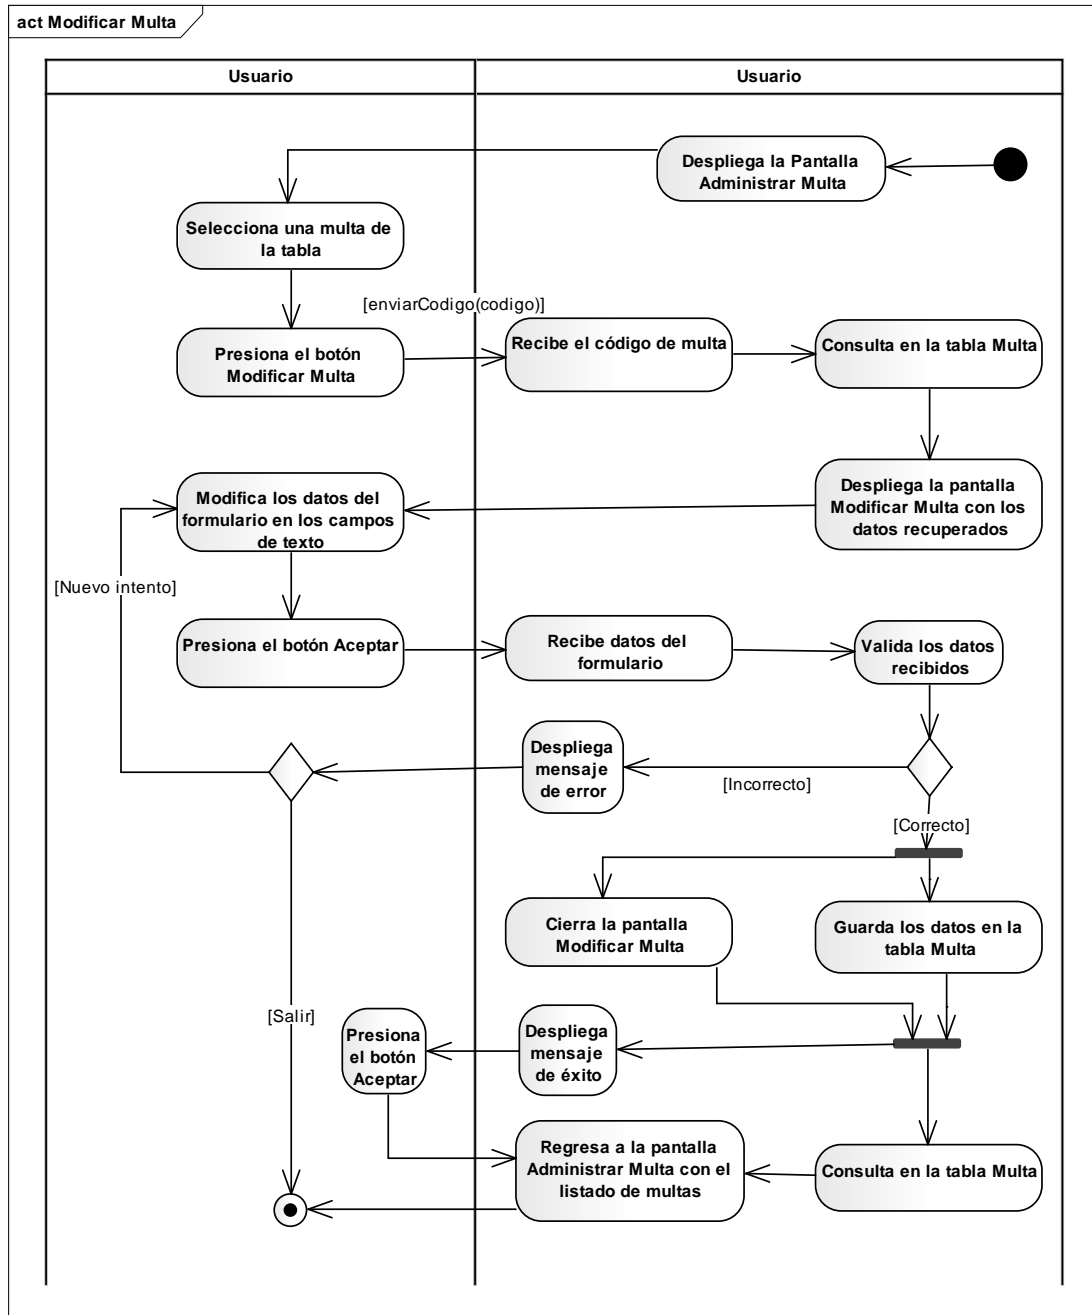 act Modificar Multa
Usuario
Usuario
Despliega la Pantalla
Administrar Multa
Selecciona una multa de
la tabla
[enviarCodigo(codigo)]
Presiona el botón
Modificar Multa
Recibe el código de multa
Consulta en la tabla Multa
Despliega la pantalla
Modificar Multa con los
datos recuperados
Modifica los datos del
formulario en los campos
de texto
[Nuevo intento]
Presiona el botón Aceptar
Recibe datos del
formulario
Valida los datos
recibidos
Despliega
mensaje
de error
[Incorrecto]
[Correcto]
Cierra la pantalla
Modificar Multa
Guarda los datos en la
tabla Multa
[Salir]
Presiona
el botón
Aceptar
Despliega
mensaje
de éxito
Regresa a la pantalla
Administrar Multa con el
listado de multas
Consulta en la tabla Multa